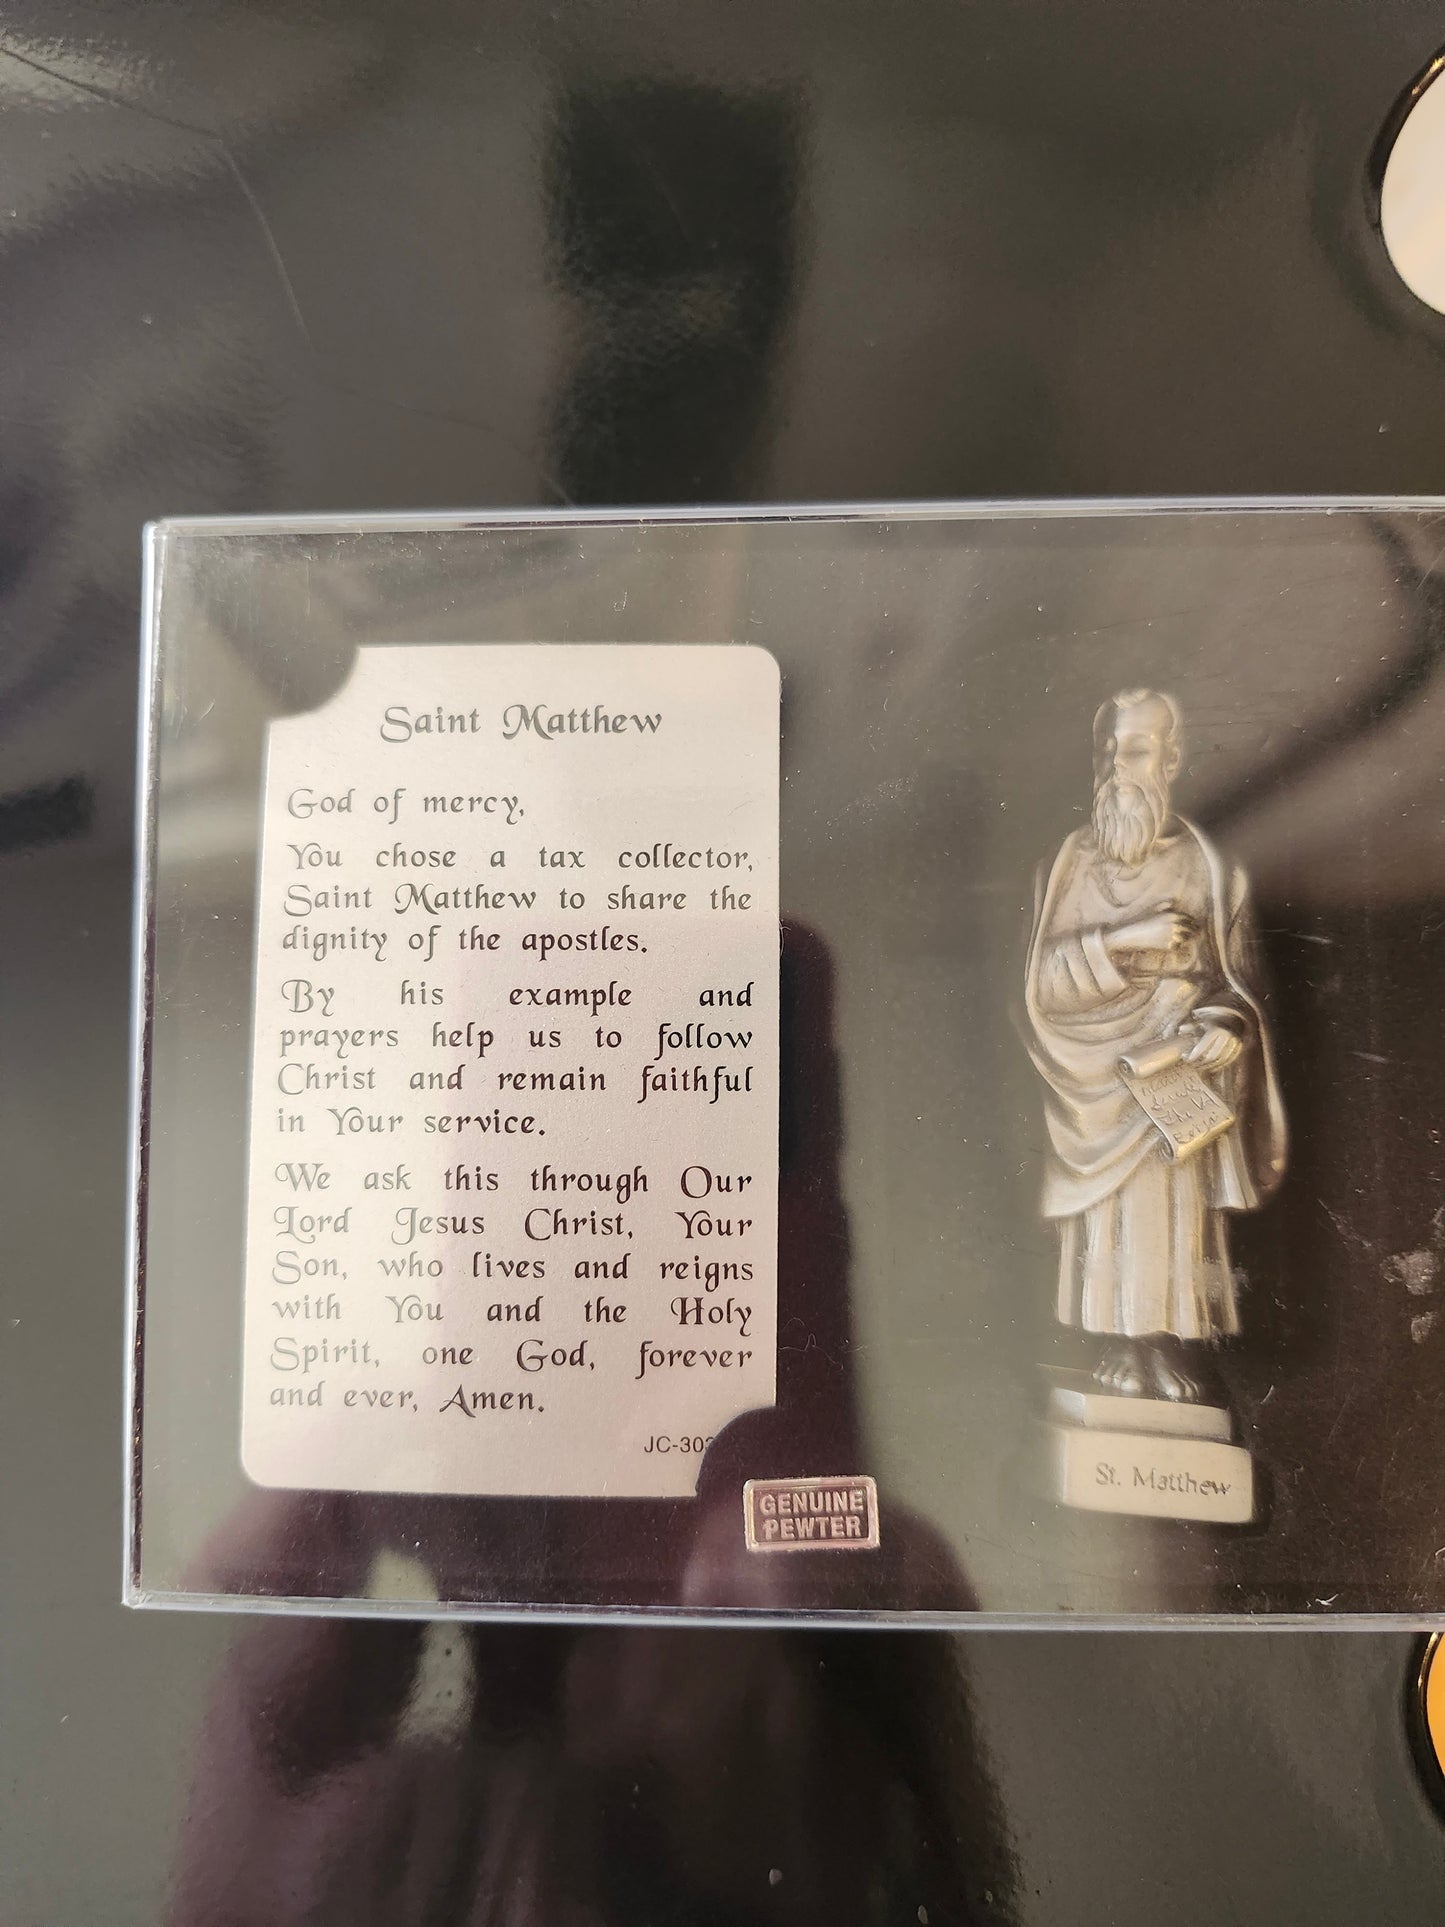 Saint Matthew
God of mercy,
You chose a tax collector,
Saint Matthew to share the
dignity of the apostles.
By his example and
prayers help us to follow
Christ and remain faithful
in Your service.
We ask this through Our
Lord Jesus Christ, Your
Son, who lives and reigns
with You and the Holy
Spirit, one God, forever
and ever, Amen.
GENUINE
PEWTER
St. Matthew